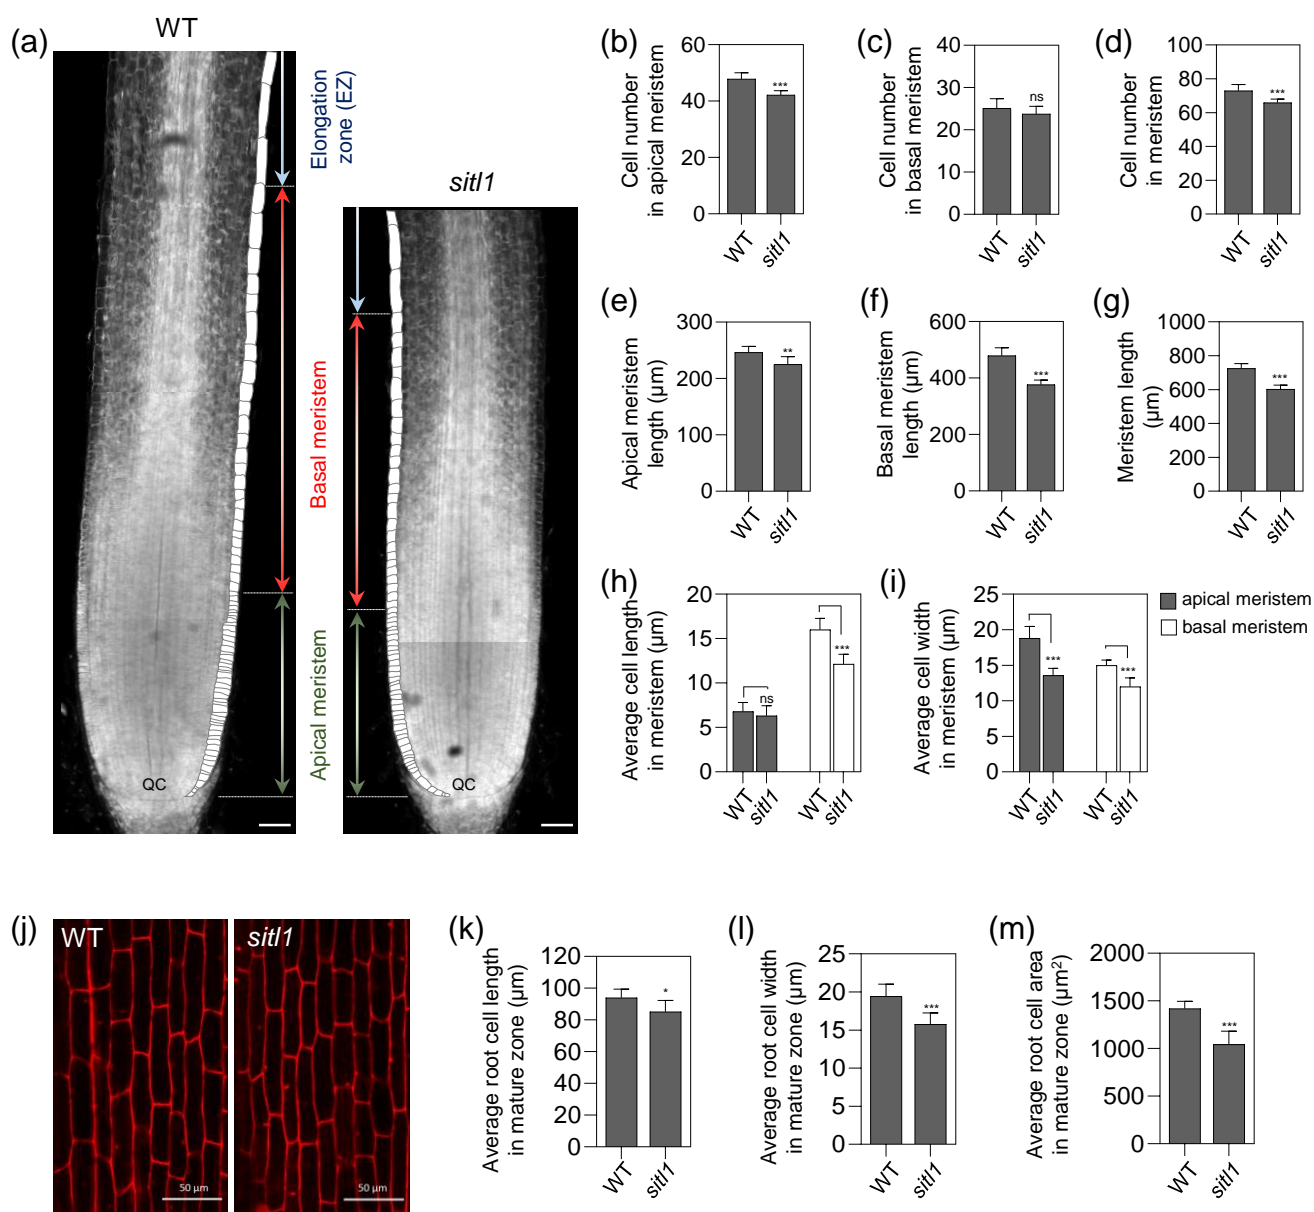 (a)
WT
Elongation
zone (EZ)
Basal meristem
Apical meristem
QC
sitl1
QC
(b)
Cell number
in apical meristem
60
40
20
0
***
WT
sitl1
(c)
Cell number
in basal meristem
40
30
20
10
0
ns
WT
sitl1
(d)
Cell number
in meristem
100
80
60
40
20
0
***
WT
sitl1
(e)
Apical meristem
length (µm)
300
200
100
0
**
WT
sitl1
(f)
Basal meristem
length (µm)
600
400
200
0
***
WT
sitl1
(g)
Meristem length
(µm)
1000
800
600
400
200
0
***
WT
sitl1
(h)
Average cell length
in meristem (µm)
20
15
10
5
0
ns
***
WT
sitl1
WT
sitl1
(i)
Average cell width
in meristem (µm)
25
20
15
10
5
0
***
***
WT
sitl1
WT
sitl1
apical meristem
basal meristem
(j)
WT
50 µm
sitl1
50 µm
(k)
Average root cell length
in mature zone (µm)
120
100
80
60
40
20
0
*
WT
sitl1
(l)
Average root cell width
in mature zone (µm)
25
20
15
10
5
0
***
WT
sitl1
(m)
Average root cell area
in mature zone (µm²)
2000
1500
1000
500
0
***
WT
sitl1